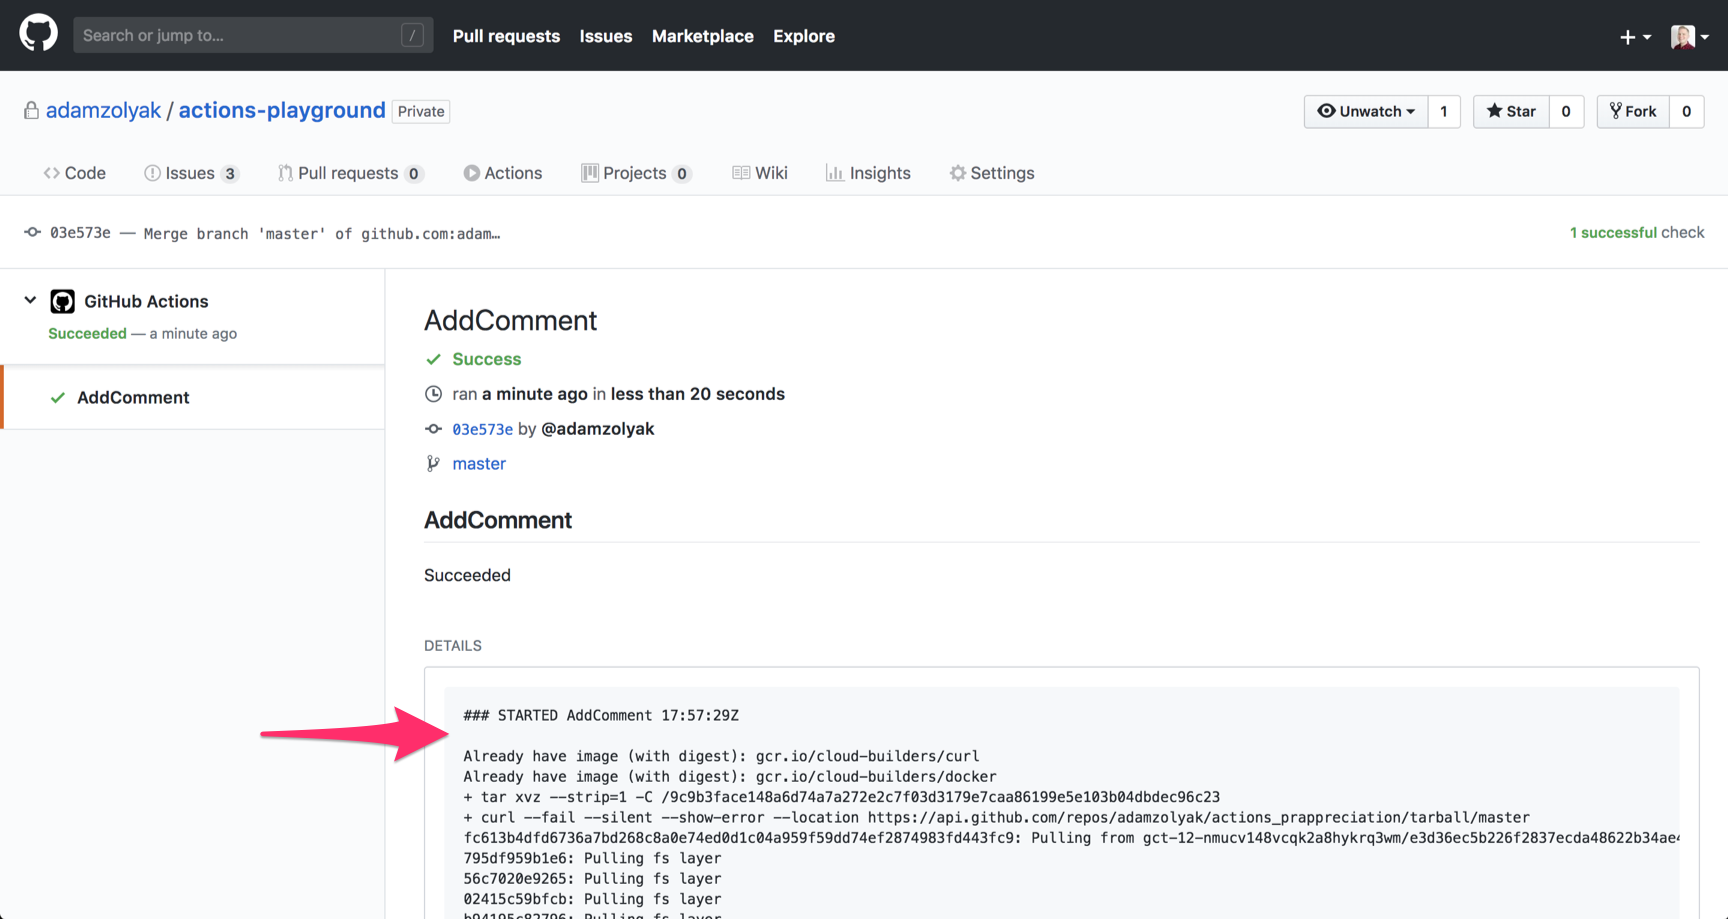 Search or jump to... / Pull requests Issues Marketplace Explore
adamzolyak / actions-playground Private Unwatch 1 Star 0 Fork 0
Code Issues 3 Pull requests 0 Actions Projects 0 Wiki Insights Settings
03e573e — Merge branch 'master' of github.com:adam… 1 successful check
GitHub Actions
Succeeded — a minute ago
AddComment
AddComment
Success
ran a minute ago in less than 20 seconds
03e573e by @adamzolyak
master
AddComment
Succeeded
DETAILS
### STARTED AddComment 17:57:29Z
Already have image (with digest): gcr.io/cloud-builders/curl
Already have image (with digest): gcr.io/cloud-builders/docker
+ tar xvz --strip=1 -C /9c9b3face148a6d74a7a272e2c7f03d3179e7caa86199e5e103b04dbdec96c23
+ curl --fail --silent --show-error --location https://api.github.com/repos/adamzolyak/actions_prappreciation/tarball/master
fc613b4dfd6736a7bd268c8a0e74ed0d1c04a959f59dd74ef2874983fd443fc9: Pulling from gct-12-nmucv148vcqk2a8hykrq3wm/e3d36ec5b226f2837ecda48622b34ae4
795df959b1e6: Pulling fs layer
56c7020e9265: Pulling fs layer
02415c59bfcb: Pulling fs layer
b94195c82796: Pulling fs layer